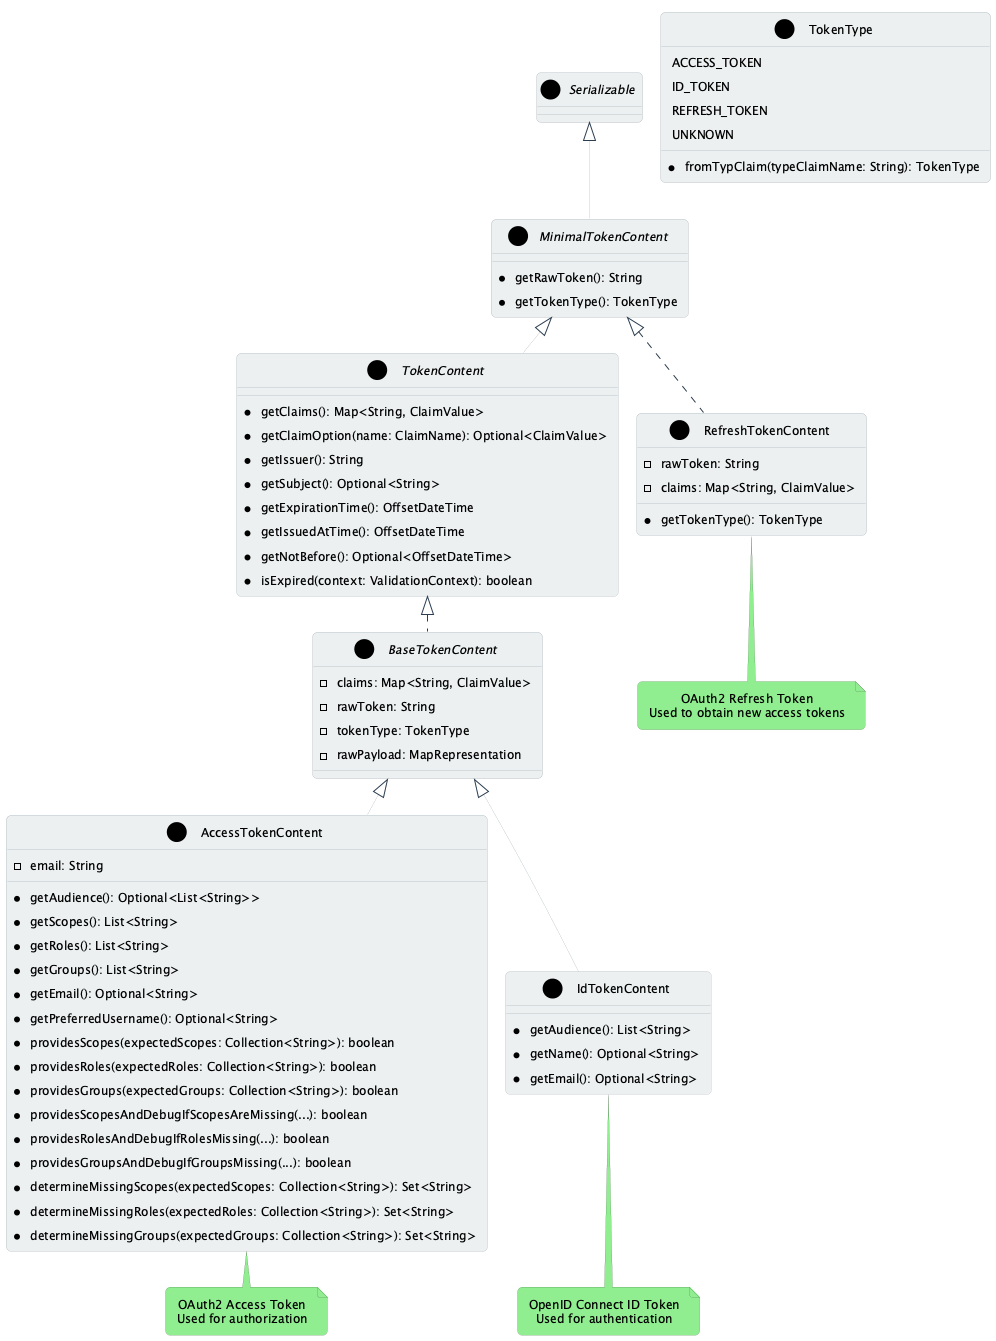 TokenType
ACCESS_TOKEN
ID_TOKEN
REFRESH_TOKEN
UNKNOWN
fromTypClaim(typeClaimName: String): TokenType
Serializable
MinimalTokenContent
getRawToken(): String
getTokenType(): TokenType
TokenContent
getClaims(): Map<String, ClaimValue>
getClaimOption(name: ClaimName): Optional<ClaimValue>
getIssuer(): String
getSubject(): Optional<String>
getExpirationTime(): OffsetDateTime
getIssuedAtTime(): OffsetDateTime
getNotBefore(): Optional<OffsetDateTime>
isExpired(context: ValidationContext): boolean
RefreshTokenContent
rawToken: String
claims: Map<String, ClaimValue>
getTokenType(): TokenType
BaseTokenContent
claims: Map<String, ClaimValue>
rawToken: String
tokenType: TokenType
rawPayload: MapRepresentation
OAuth2 Refresh Token
Used to obtain new access tokens
AccessTokenContent
email: String
getAudience(): Optional<List<String>>
getScopes(): List<String>
getRoles(): List<String>
getGroups(): List<String>
getEmail(): Optional<String>
getPreferredUsername(): Optional<String>
providesScopes(expectedScopes: Collection<String>): boolean
providesRoles(expectedRoles: Collection<String>): boolean
providesGroups(expectedGroups: Collection<String>): boolean
providesScopesAndDebugIfScopesAreMissing(...): boolean
providesRolesAndDebugIfRolesMissing(...): boolean
providesGroupsAndDebugIfGroupsMissing(...): boolean
determineMissingScopes(expectedScopes: Collection<String>): Set<String>
determineMissingRoles(expectedRoles: Collection<String>): Set<String>
determineMissingGroups(expectedGroups: Collection<String>): Set<String>
IdTokenContent
getAudience(): List<String>
getName(): Optional<String>
getEmail(): Optional<String>
OAuth2 Access Token
Used for authorization
OpenID Connect ID Token
Used for authentication